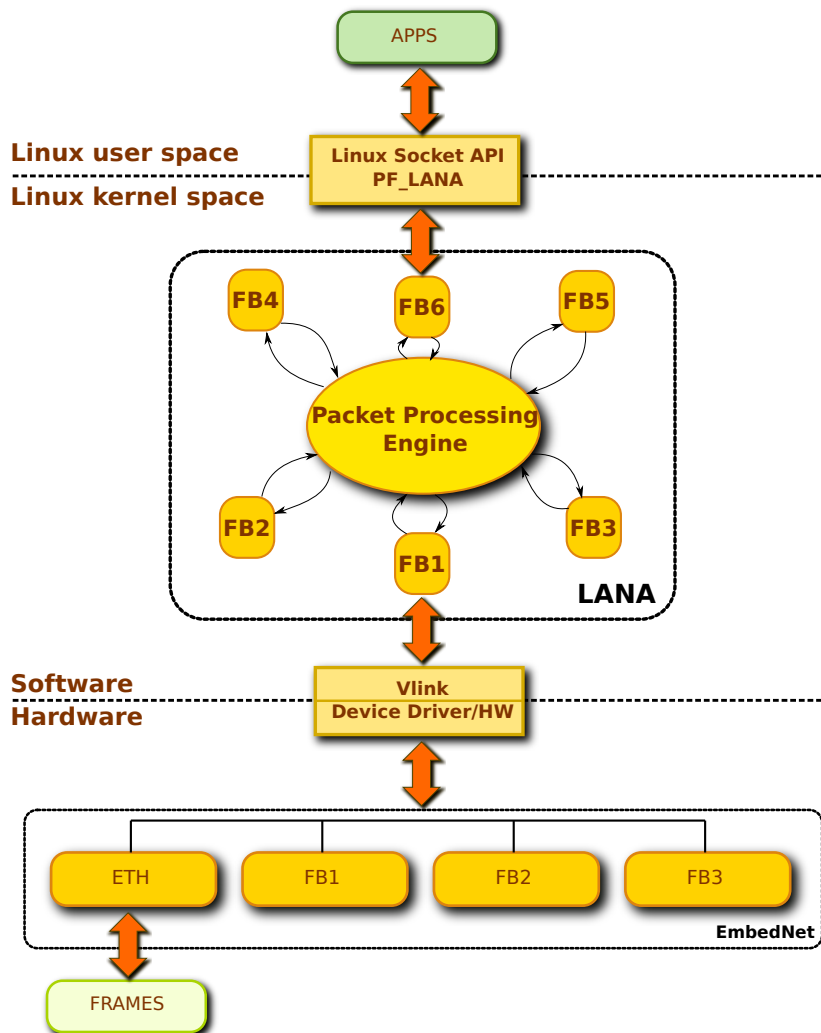 APPS
Linux user space
Linux Socket API
PF_LANA
Linux kernel space
FB4
FB6
FB5
Packet Processing
Engine
FB2
FB3
FB1
LANA
Software
Vlink
Hardware
Device Driver/HW
ETH
FB1
FB2
FB3
EmbedNet
FRAMES